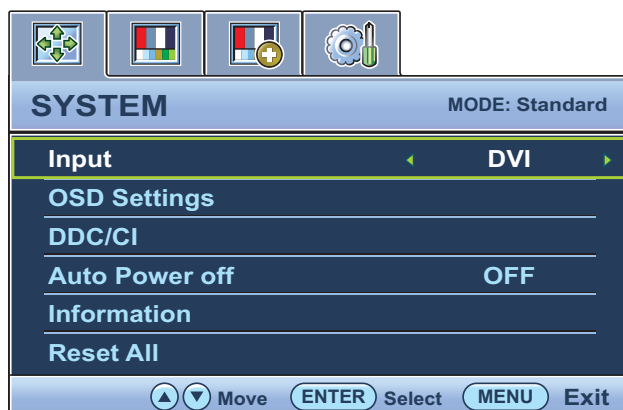 SYSTEM MODE: Standard
Input DVI
OSD Settings
DDC/CI
Auto Power off OFF
Information
Reset All
Move ENTER Select MENU Exit